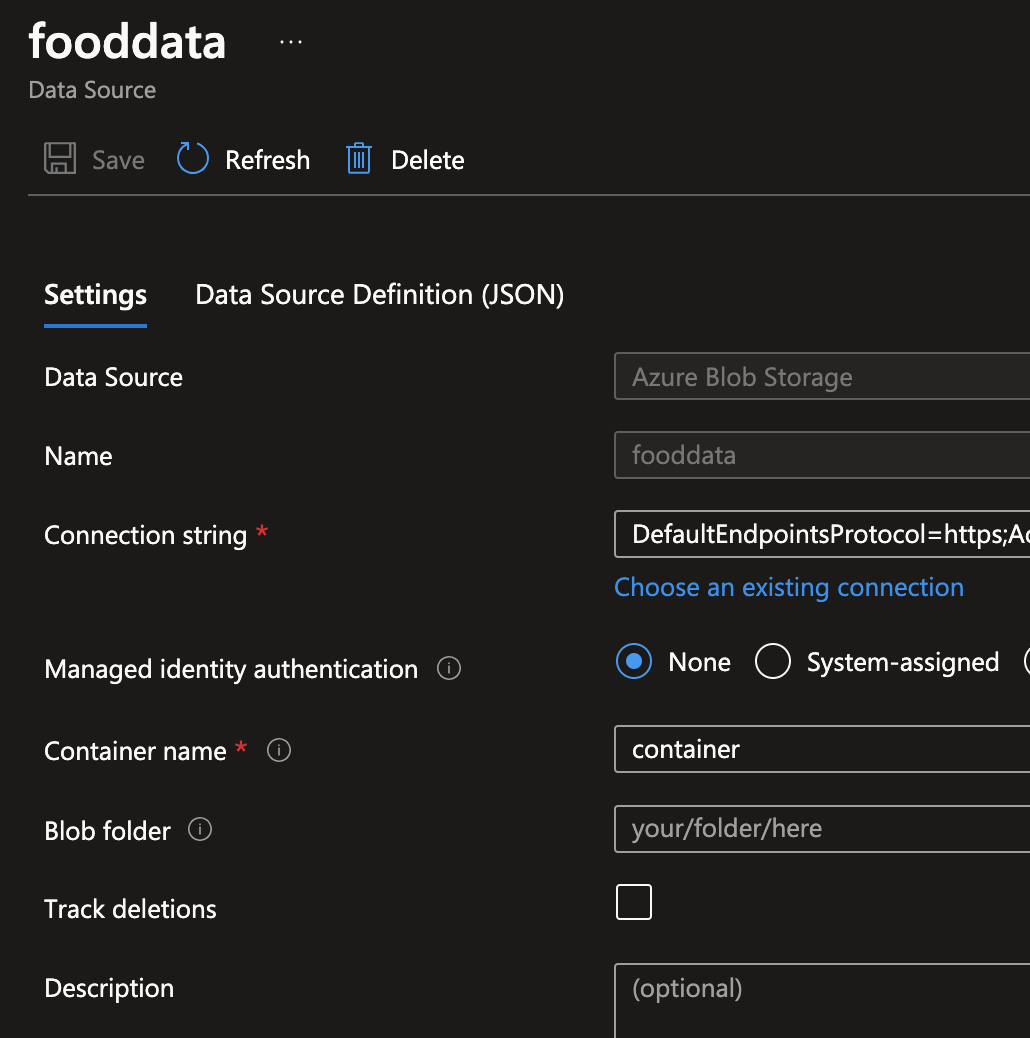 fooddata ...
Data Source
Save Refresh Delete
Settings Data Source Definition (JSON)
Data Source Azure Blob Storage
Name fooddata
Connection string * DefaultEndpointsProtocol=https;Ac
Choose an existing connection
Managed identity authentication None System-assigned
Container name * container
Blob folder your/folder/here
Track deletions
Description (optional)